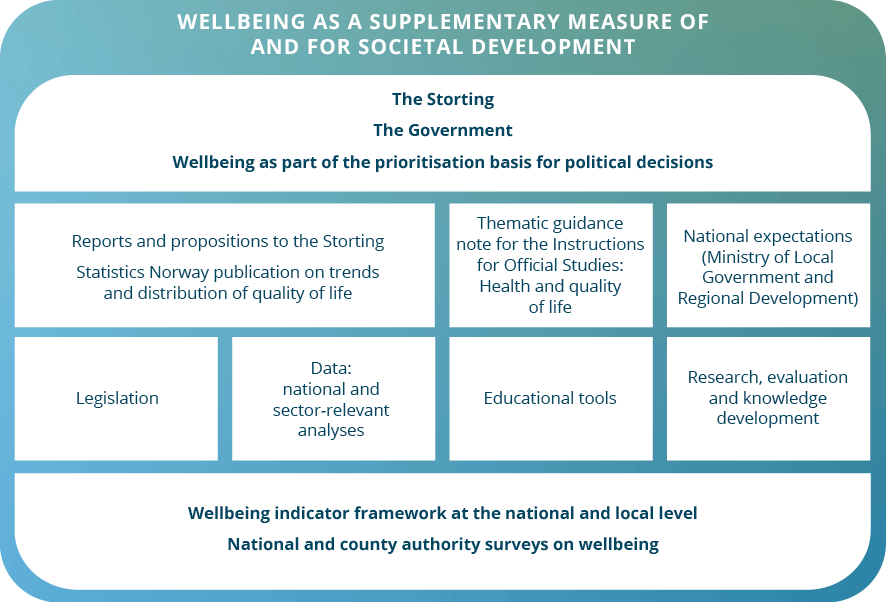 WELLBEING AS A SUPPLEMENTARY MEASURE OF
AND FOR SOCIETAL DEVELOPMENT
The Storting
The Government
Wellbeing as part of the prioritisation basis for political decisions
Reports and propositions to the Storting
Statistics Norway publication on trends
and distribution of quality of life
Thematic guidance
note for the Instructions
for Official Studies:
Health and quality
of life
National expectations
(Ministry of Local
Government and
Regional Development)
Legislation
Data:
national and
sector-relevant
analyses
Educational tools
Research, evaluation
and knowledge
development
Wellbeing indicator framework at the national and local level
National and county authority surveys on wellbeing